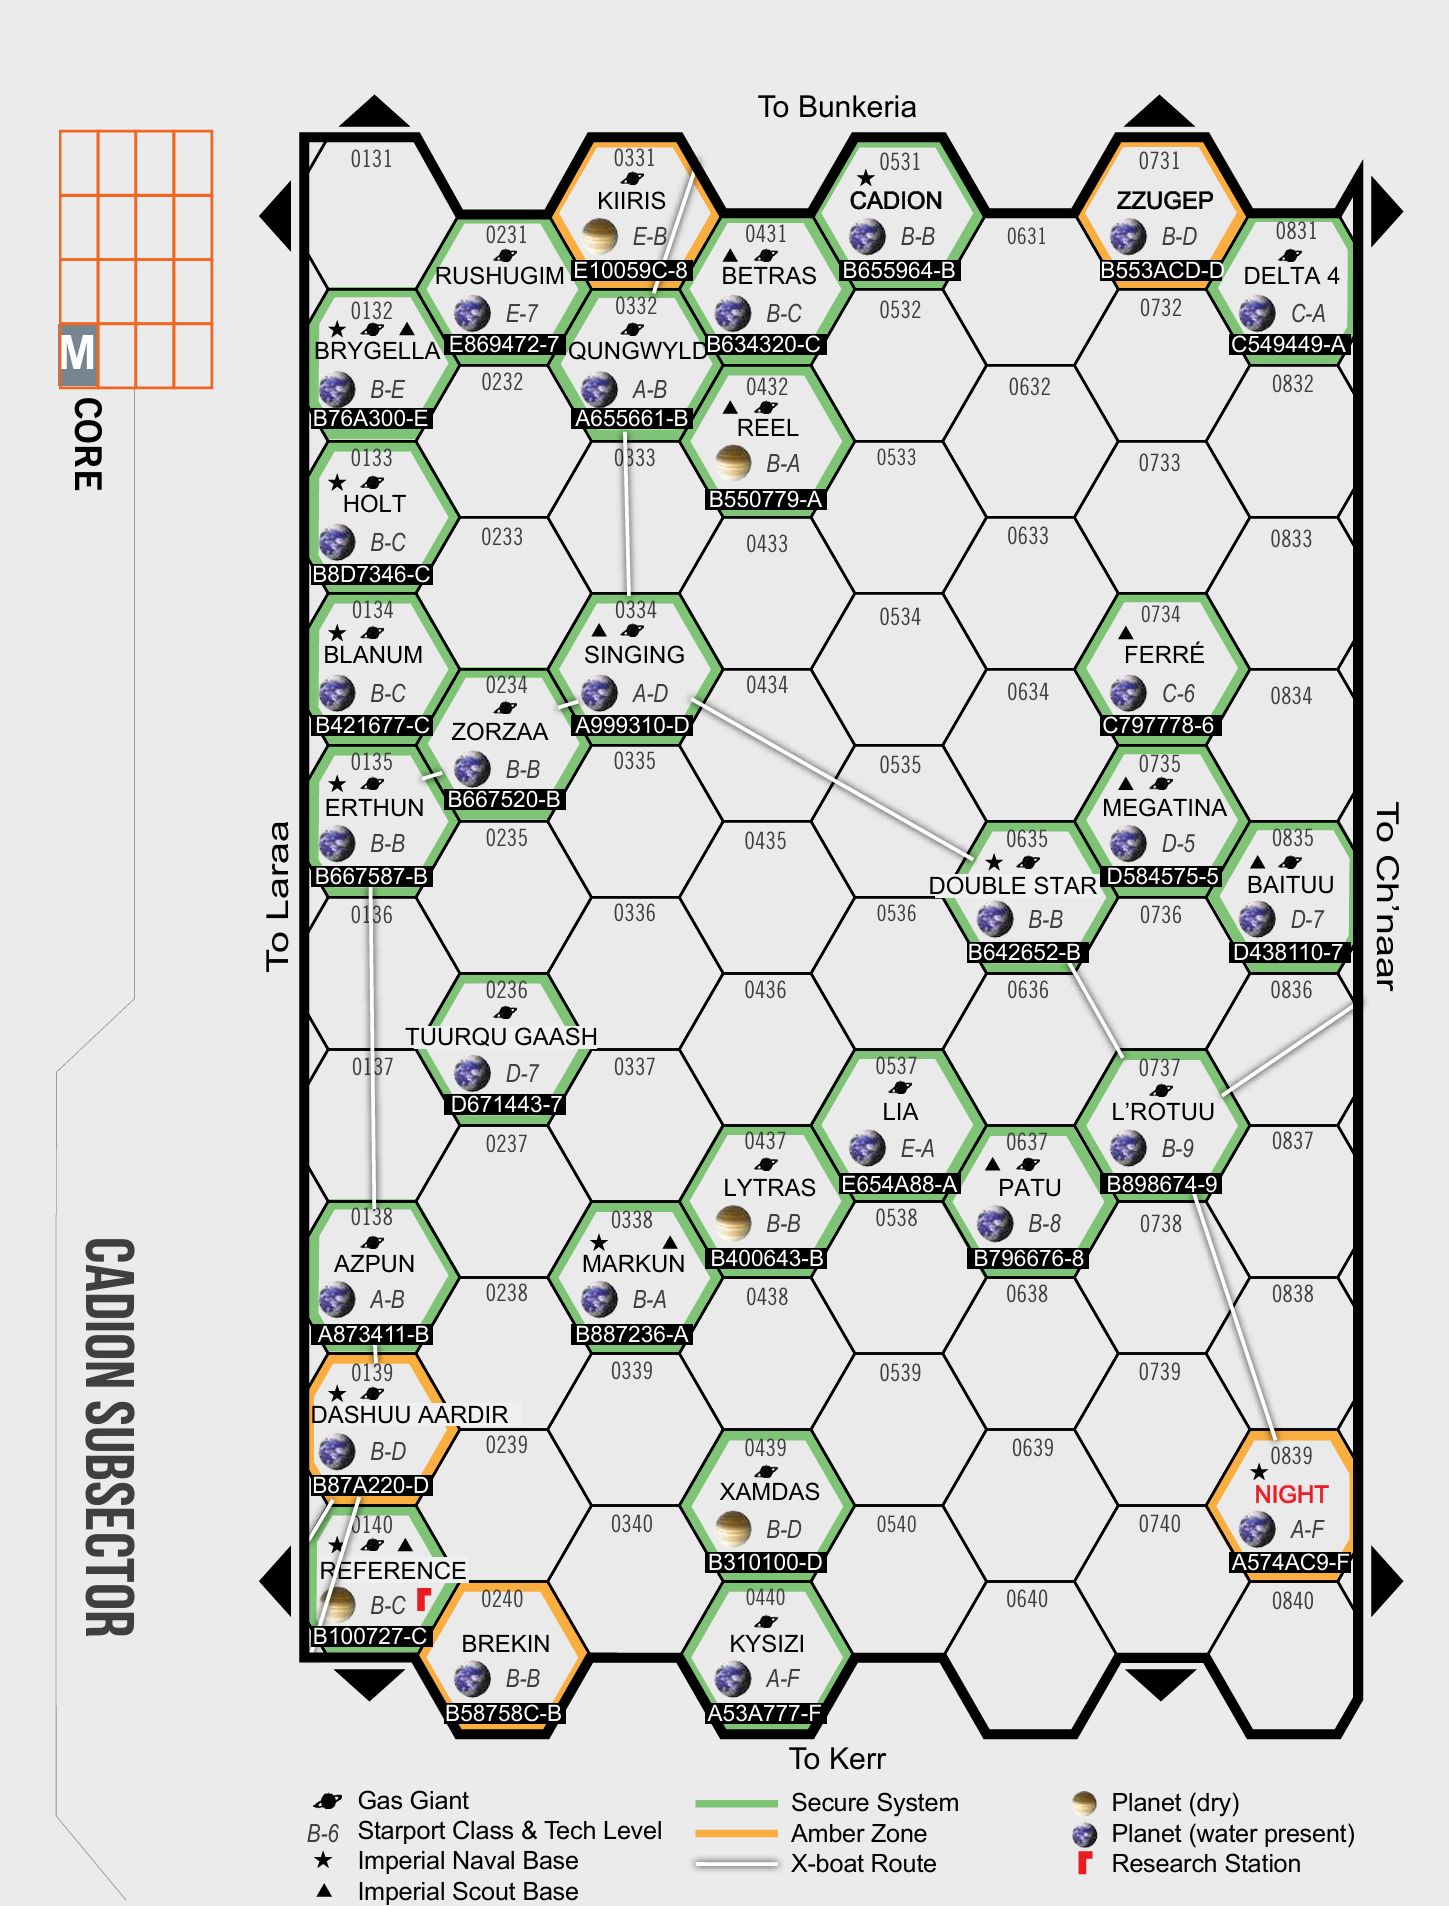 To Bunkeria
0131
0331
KIIRIS
E-B
E10059C-8
0531
CADION
B-B
B655964-B
0731
ZZUGEP
B-D
B553ACD-D
0231
RUSHUGIM
E-7
E869472-7
0431
BETRAS
B-C
B634320-C
0631
0831
DELTA 4
C-A
C549449-A
0132
BRYGELLA
B-E
B76A300-E
0332
QUNGWYLD
A-B
A655661-B
0532
0732
0232
0432
REEL
B-A
B550779-A
0632
0832
0133
HOLT
B-C
B8D7346-C
0333
0533
0733
0233
0433
0633
0833
0134
BLANUM
B-C
B421677-C
0334
SINGING
A-D
A999310-D
0534
0734
FERRÉ
C-6
C797778-6
0234
ZORZAA
B-B
B667520-B
0434
0634
0834
0135
ERTHUN
B-B
B667587-B
0335
0535
0735
MEGATINA
D-5
D584575-5
0235
0435
0635
DOUBLE STAR
B-B
B642652-B
0835
BAITUU
D-7
D438110-7
0136
0336
0536
0736
0236
TUURQU GAASH
D-7
D671443-7
0436
0636
0836
0137
0337
0537
LIA
E-A
E654A88-A
0737
L'ROTUU
B-9
B898674-9
0237
0437
LYTRAS
B-B
B400643-B
0637
PATU
B-8
B796676-8
0837
0138
AZPUN
A-B
A873411-B
0338
MARKUN
B-A
B887236-A
0538
0738
0238
0438
0638
0838
0139
DASHUU AARDIR
B-D
B87A220-D
0339
0539
0739
0239
0439
XAMDAS
B-D
B310100-D
0639
0839
NIGHT
A-F
A574AC9-F
0140
REFERENCE
B-C
B100727-C
0340
0540
0740
0240
BREKIN
B-B
B58758C-B
0440
KYSIZI
A-F
A53A777-F
0640
0840
To Laraa
To Ch'naar
To Kerr
M
CORE
CADION SUBSECTOR
Gas Giant
B-6 Starport Class & Tech Level
Imperial Naval Base
Imperial Scout Base
Secure System
Amber Zone
X-boat Route
Planet (dry)
Planet (water present)
Research Station